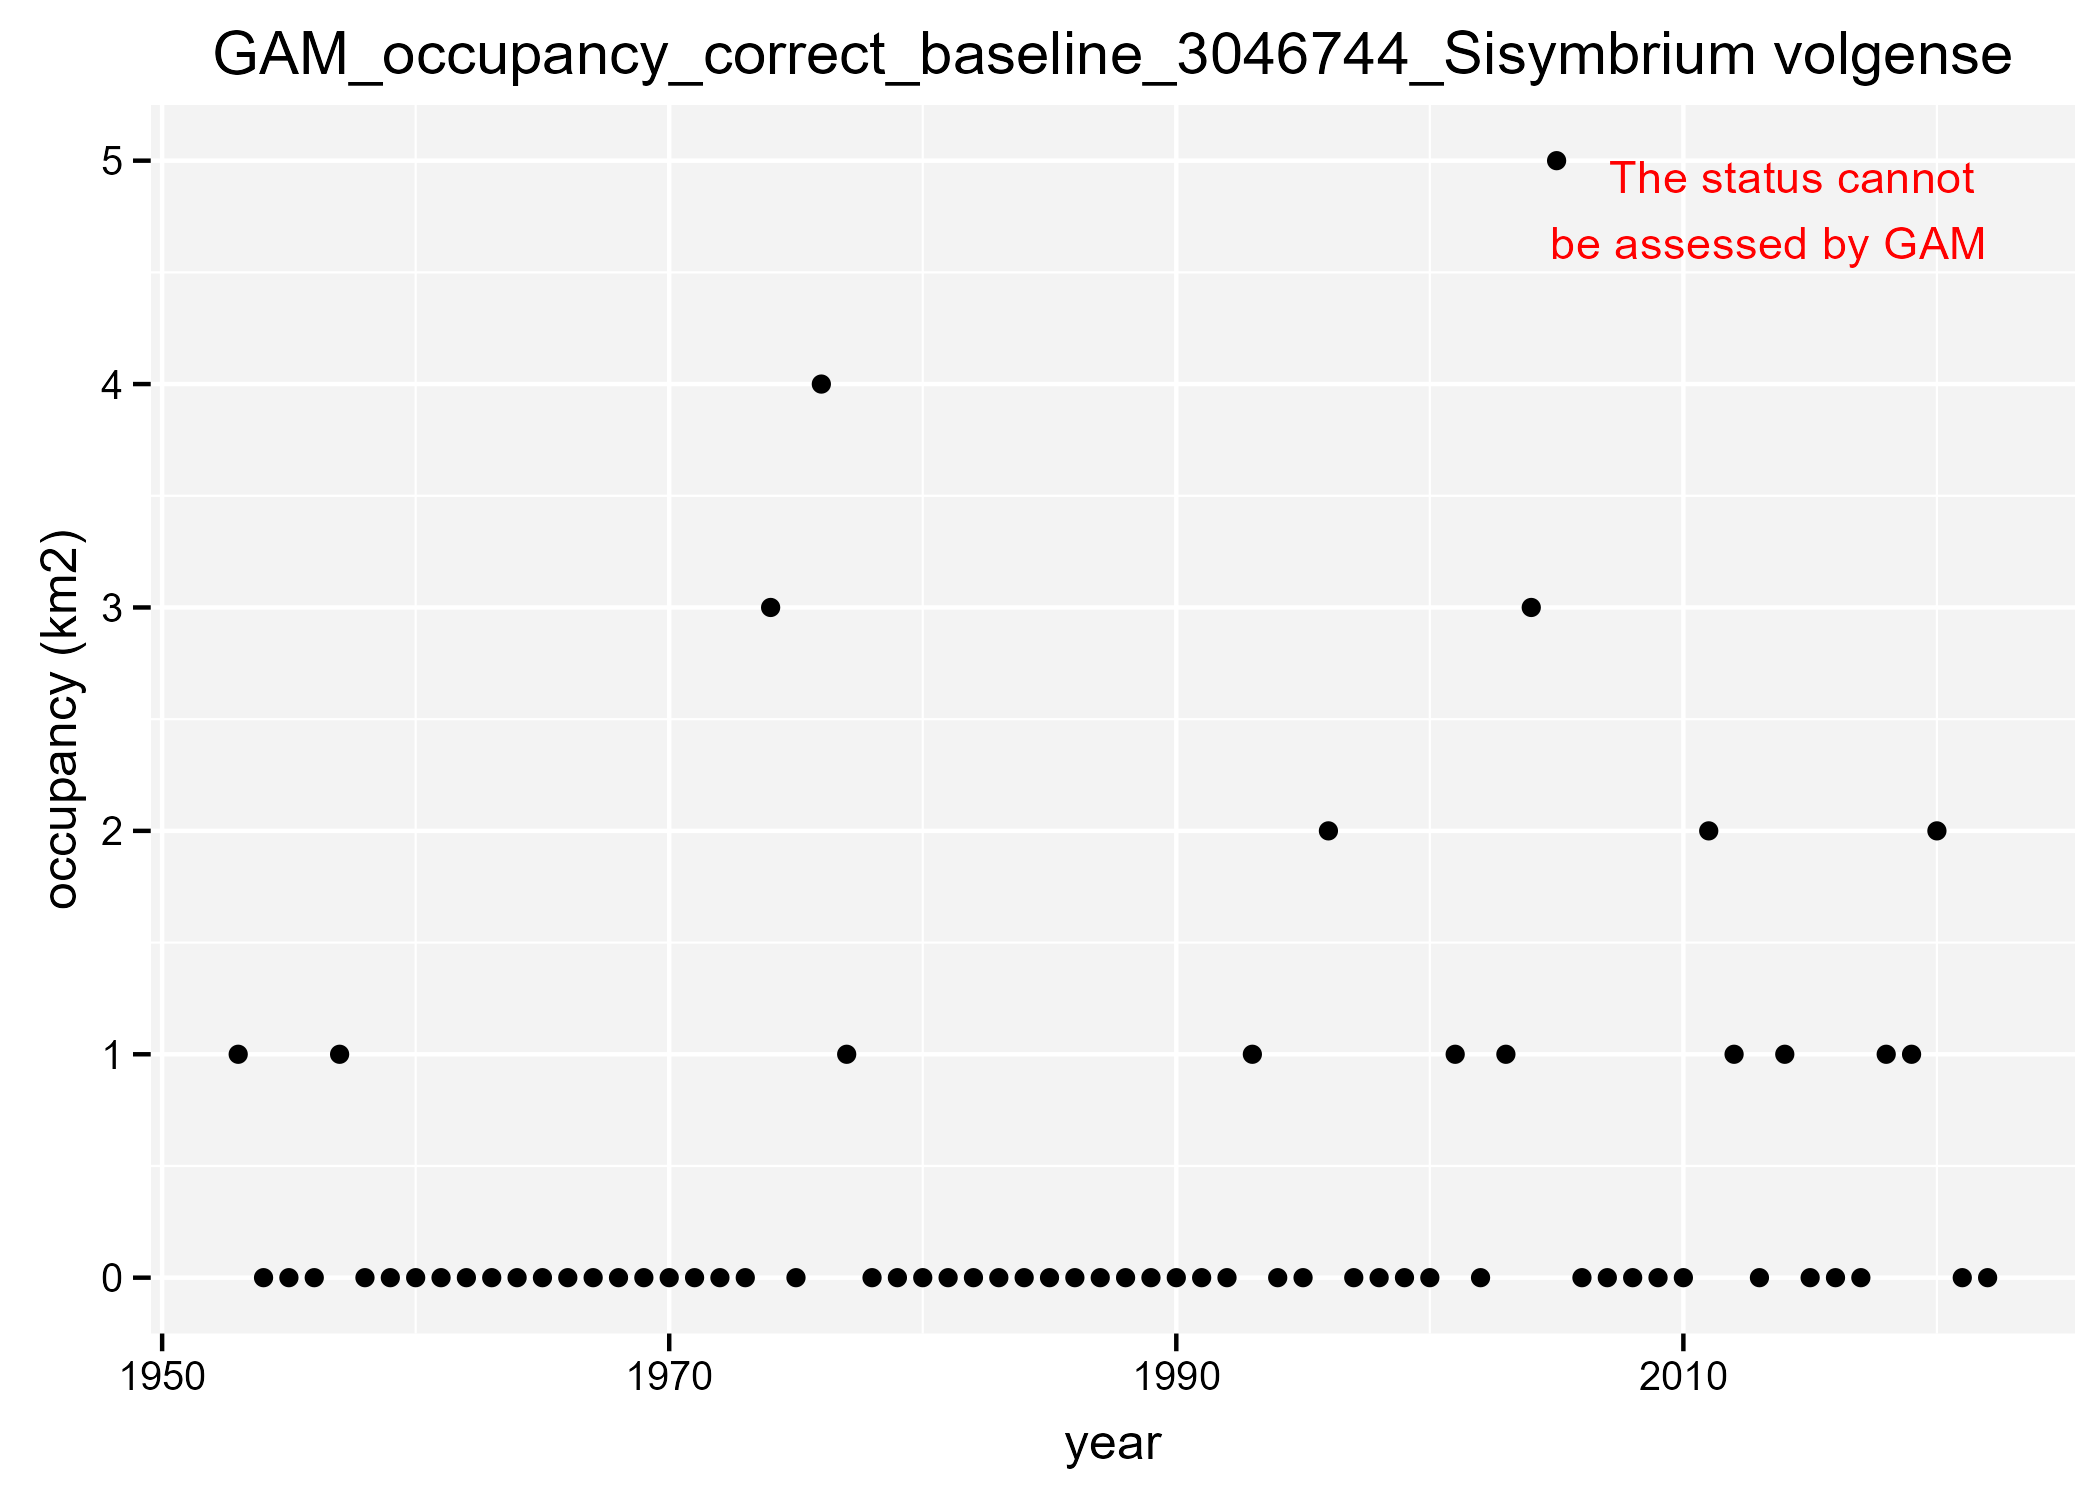 GAM_occupancy_correct_baseline_3046744_Sisymbrium volgense
5
The status cannot
be assessed by GAM
4
3
2
1
0
occupancy (km2)
1950
1970
1990
2010
year